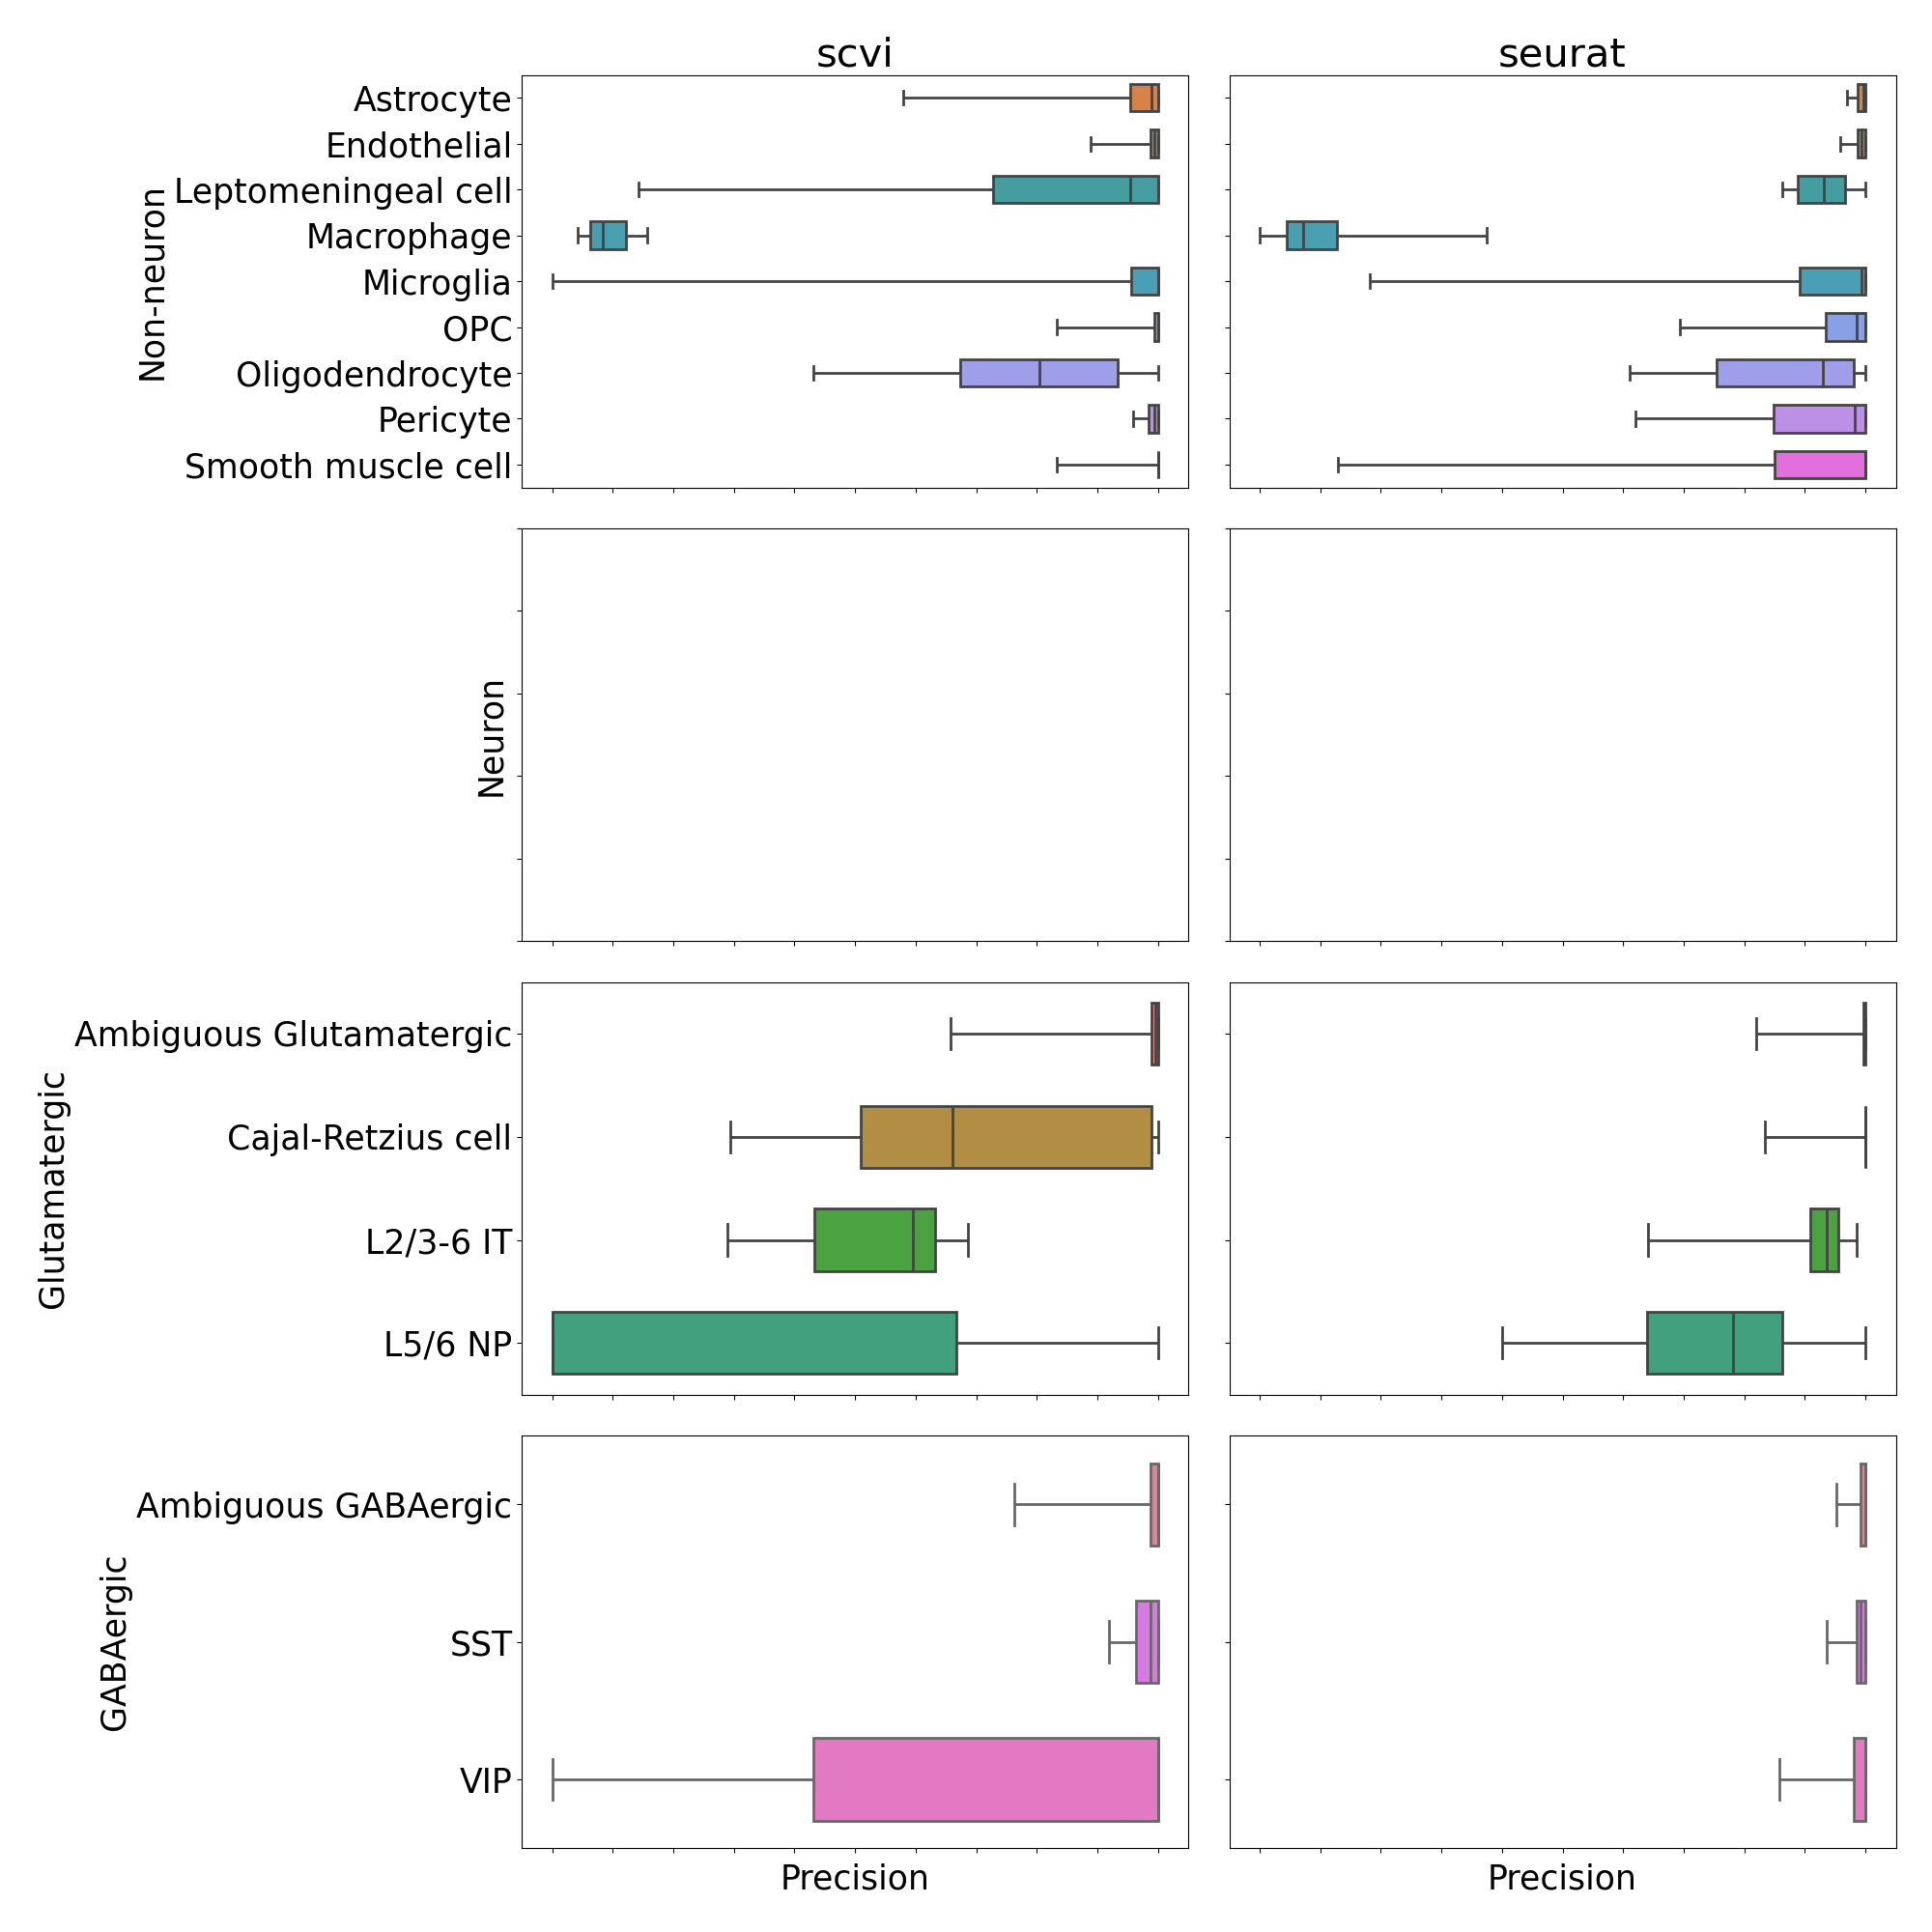 scvi
seurat
Non-neuron
Astrocyte
Endothelial
Leptomeningeal cell
Macrophage
Microglia
OPC
Oligodendrocyte
Pericyte
Smooth muscle cell
Neuron
Glutamatergic
Ambiguous Glutamatergic
Cajal-Retzius cell
L2/3-6 IT
L5/6 NP
GABAergic
Ambiguous GABAergic
SST
VIP
Precision
Precision